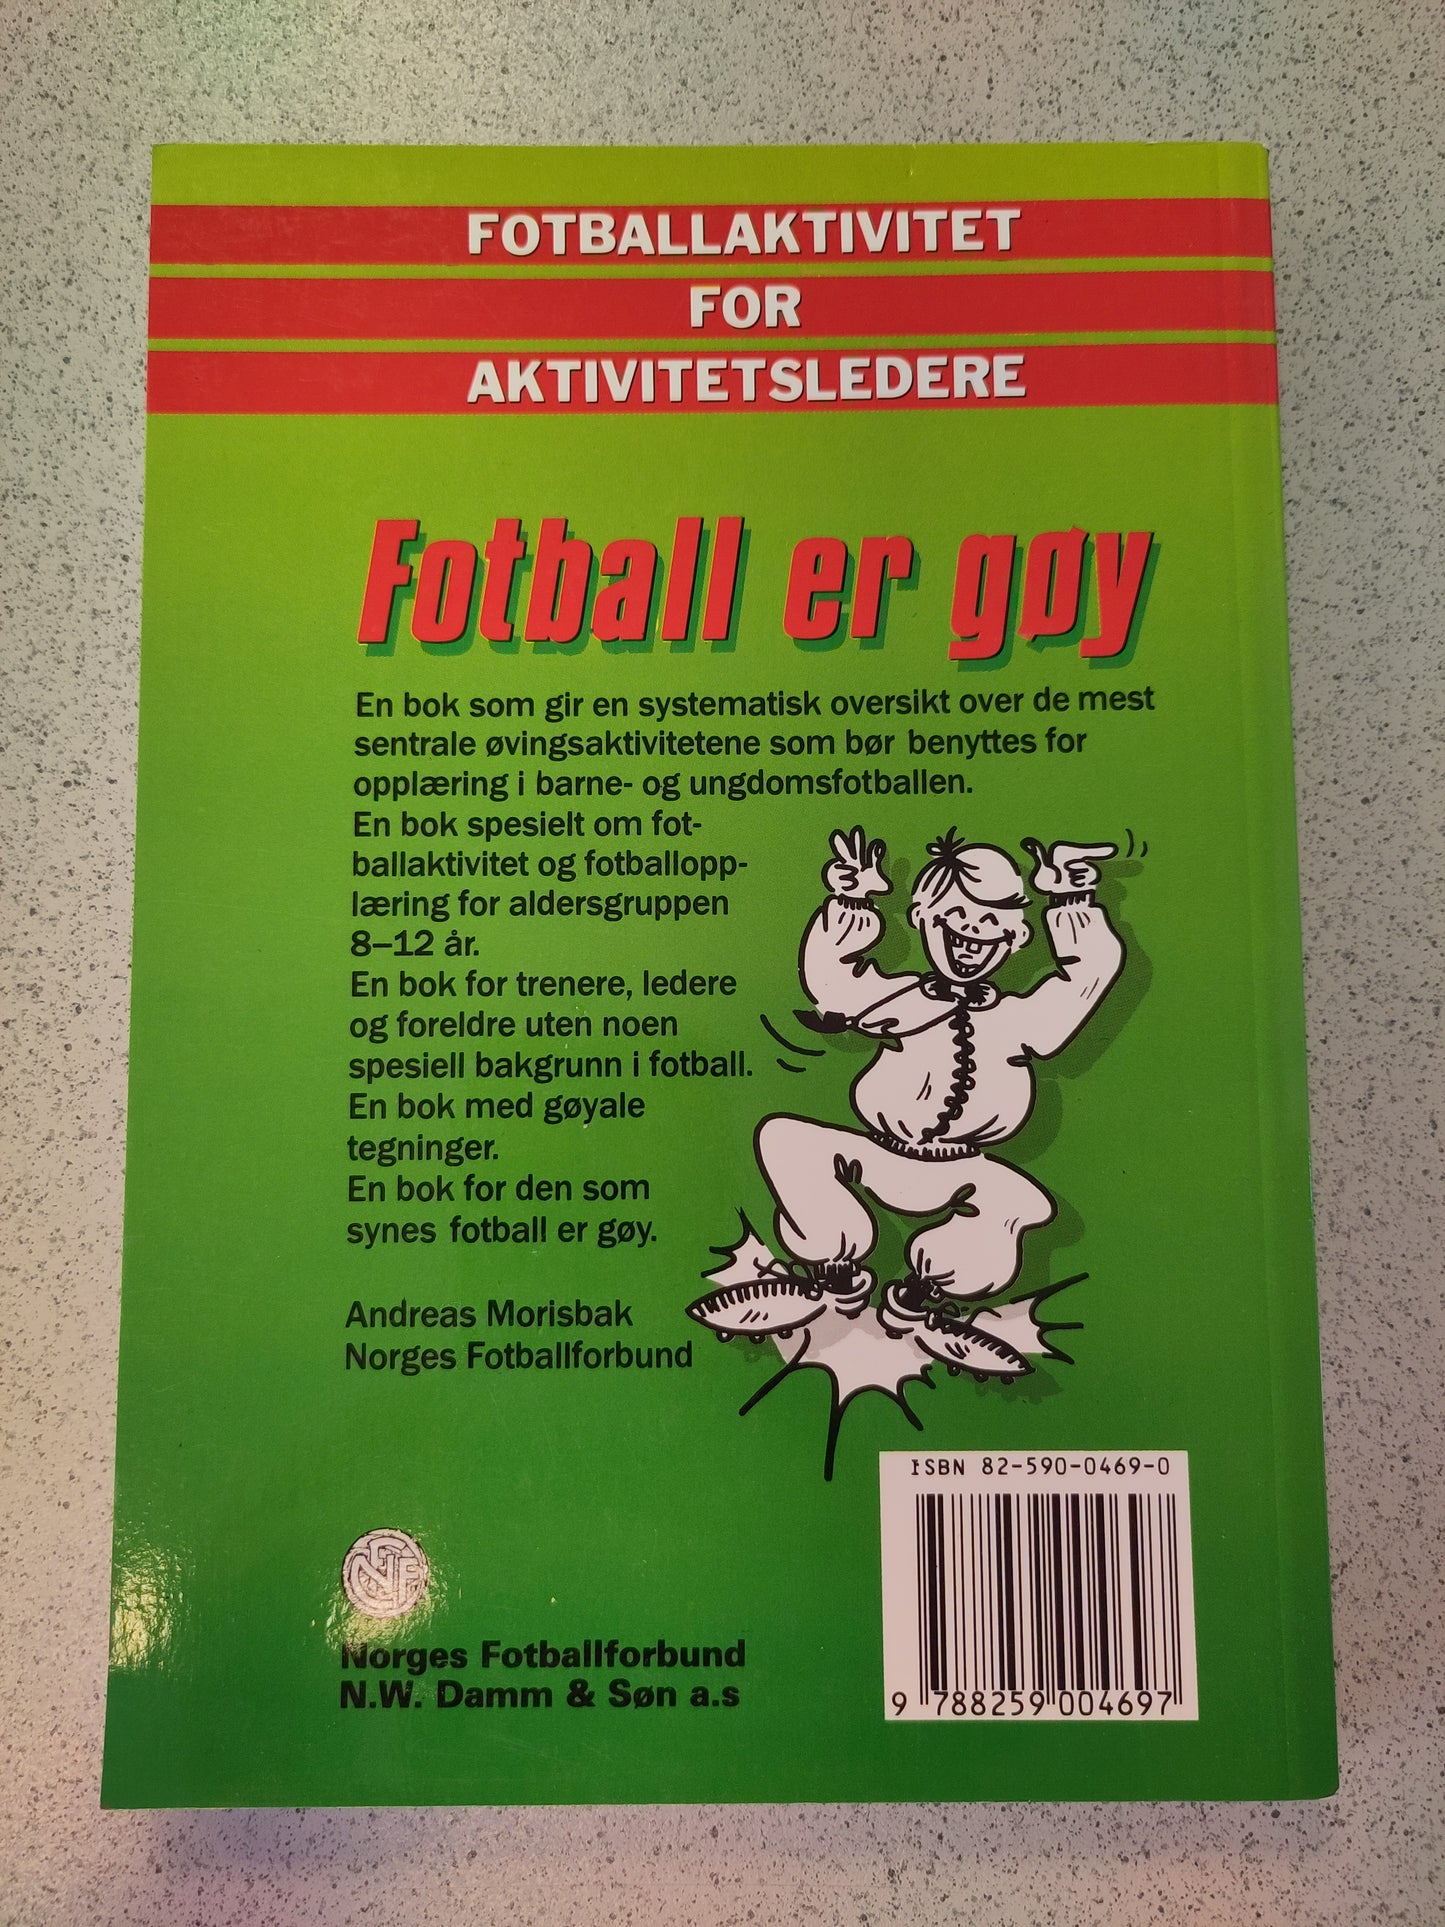 FOTBALLAKTIVITET
FOR
AKTIVITETSLEDERE
Fotball er gøy
En bok som gir en systematisk oversikt over de mest
sentrale øvingsaktivitetene som bør benyttes for
opplæring i barne- og ungdomsfotballen.
En bok spesielt om fot-
ballaktivitet og fotballopp-
læring for aldersgruppen
8–12 år.
En bok for trenere, ledere
og foreldre uten noen
spesiell bakgrunn i fotball.
En bok med gøyale
tegninger.
En bok for den som
synes fotball er gøy.
Andreas Morisbak
Norges Fotballforbund
ISBN 82-590-0469-0
9 788259 004697
NFF
Norges Fotballforbund
N.W. Damm & Søn a.s